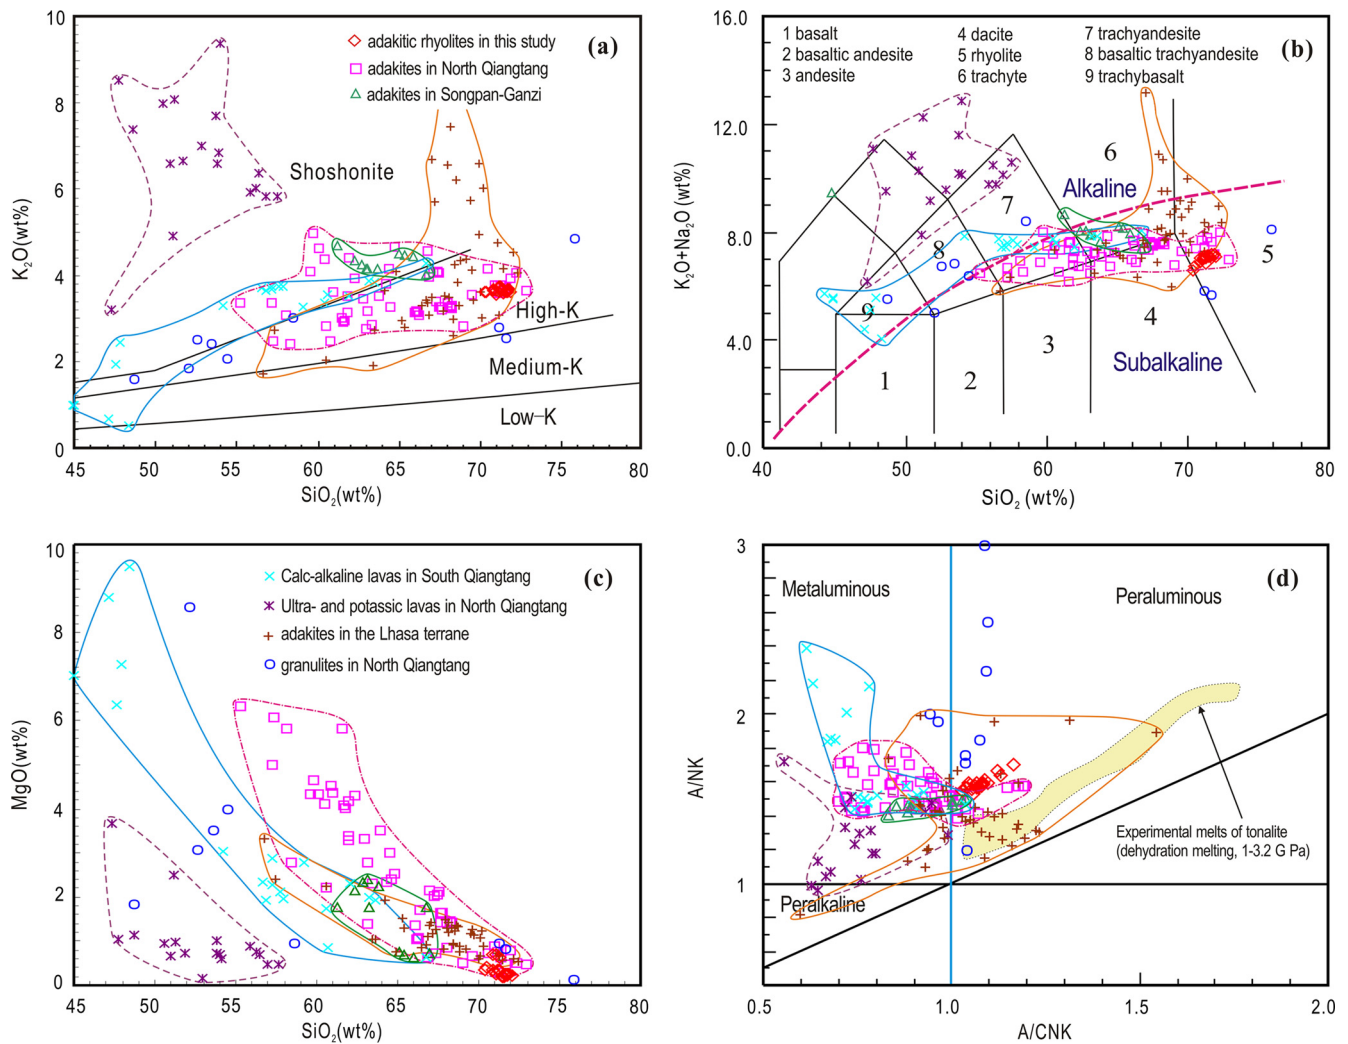 (a)
adakitic rhyolites in this study
adakites in North Qiangtang
adakites in Songpan-Ganzi
Shoshonite
High-K
Medium-K
Low–K
K2O(wt%)
10
8
6
4
2
0
45
50
55
60
65
70
75
80
SiO2(wt%)
(b)
1 basalt
2 basaltic andesite
3 andesite
4 dacite
5 rhyolite
6 trachyte
7 trachyandesite
8 basaltic trachyandesite
9 trachybasalt
6
Alkaline
7
8
5
9
4
3
1
2
Subalkaline
K2O+Na2O (wt%)
16.0
12.0
8.0
4.0
0.0
40
50
60
70
80
SiO2 (wt%)
(c)
Calc-alkaline lavas in South Qiangtang
Ultra- and potassic lavas in North Qiangtang
adakites in the Lhasa terrane
granulites in North Qiangtang
MgO(wt%)
10
8
6
4
2
0
45
50
55
60
65
70
75
80
SiO2(wt%)
(d)
Metaluminous
Peraluminous
Experimental melts of tonalite
(dehydration melting, 1-3.2 G Pa)
Peralkaline
A/NK
3
2
1
0.5
1.0
1.5
2.0
A/CNK